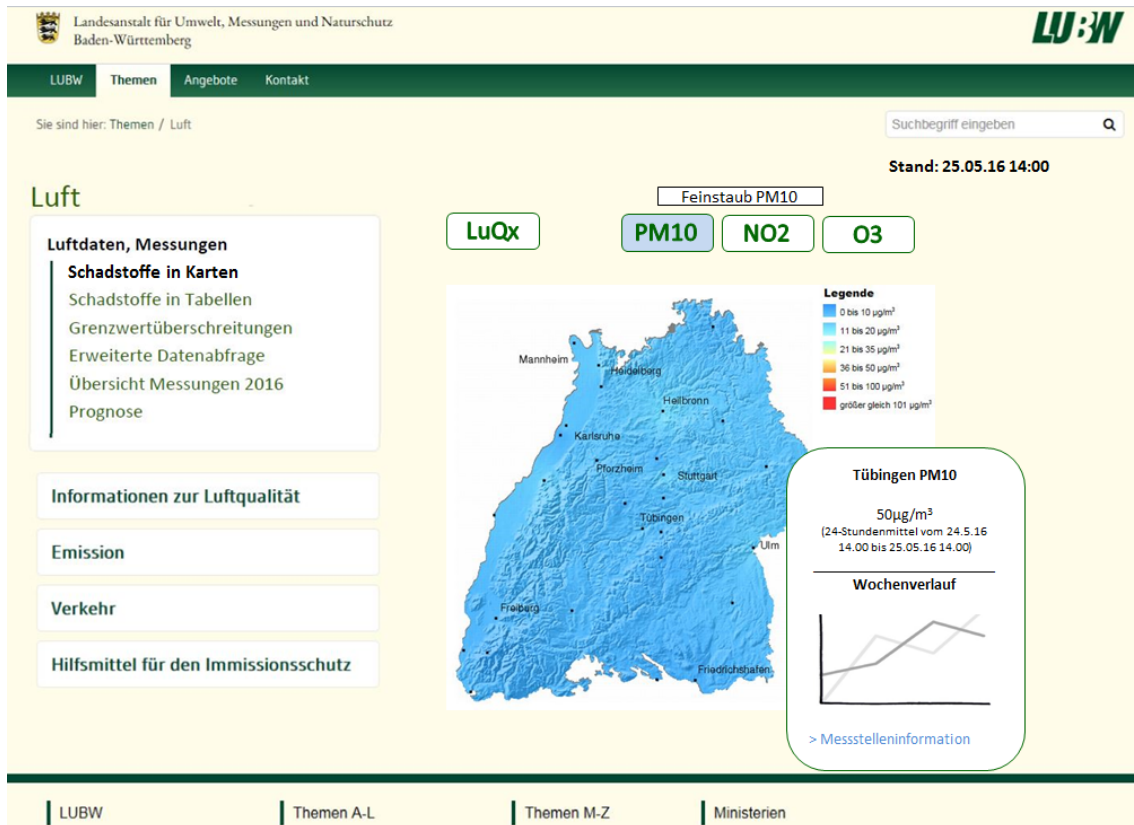 Landesanstalt für Umwelt, Messungen und Naturschutz
Baden-Württemberg
LUBW
LUBW
Themen
Angebote
Kontakt
Sie sind hier: Themen / Luft
Suchbegriff eingeben
Stand: 25.05.16 14:00
Luft
Feinstaub PM10
LuQx
PM10
NO2
O3
Luftdaten, Messungen
Schadstoffe in Karten
Schadstoffe in Tabellen
Grenzwertüberschreitungen
Erweiterte Datenabfrage
Übersicht Messungen 2016
Prognose
Informationen zur Luftqualität
Emission
Verkehr
Hilfsmittel für den Immissionsschutz
Legende
0 bis 10 µg/m³
11 bis 20 µg/m³
21 bis 35 µg/m³
36 bis 50 µg/m³
51 bis 100 µg/m³
größer gleich 101 µg/m³
Mannheim
Heidelberg
Heilbronn
Karlsruhe
Pforzheim
Stuttgart
Tübingen
Ulm
Freiburg
Friedrichshafen
Tübingen PM10
50µg/m³
(24-Stundenmittel vom 24.5.16
14.00 bis 25.05.16 14.00)
Wochenverlauf
> Messstelleninformation
LUBW
Themen A-L
Themen M-Z
Ministerien